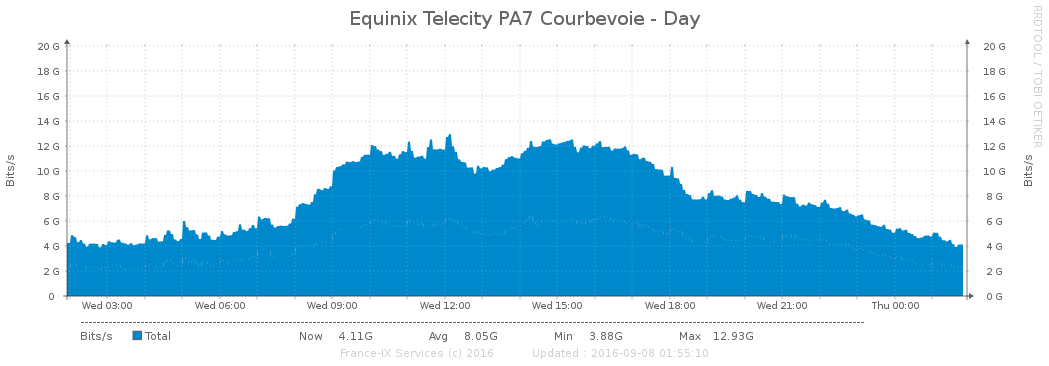 Equinix Telecity PA7 Courbevoie - Day
RRDTOOL / TOBI OETIKER
Bits/s
20 G
18 G
16 G
14 G
12 G
10 G
8 G
6 G
4 G
2 G
0
20 G
18 G
16 G
14 G
12 G
10 G
8 G
6 G
4 G
2 G
0 G
Bits/s
Wed 03:00 Wed 06:00 Wed 09:00 Wed 12:00 Wed 15:00 Wed 18:00 Wed 21:00 Thu 00:00
Bits/s Total Now 4.11G Avg 8.05G Min 3.88G Max 12.93G
France-IX Services (c) 2016 Updated : 2016-09-08 01:55:10